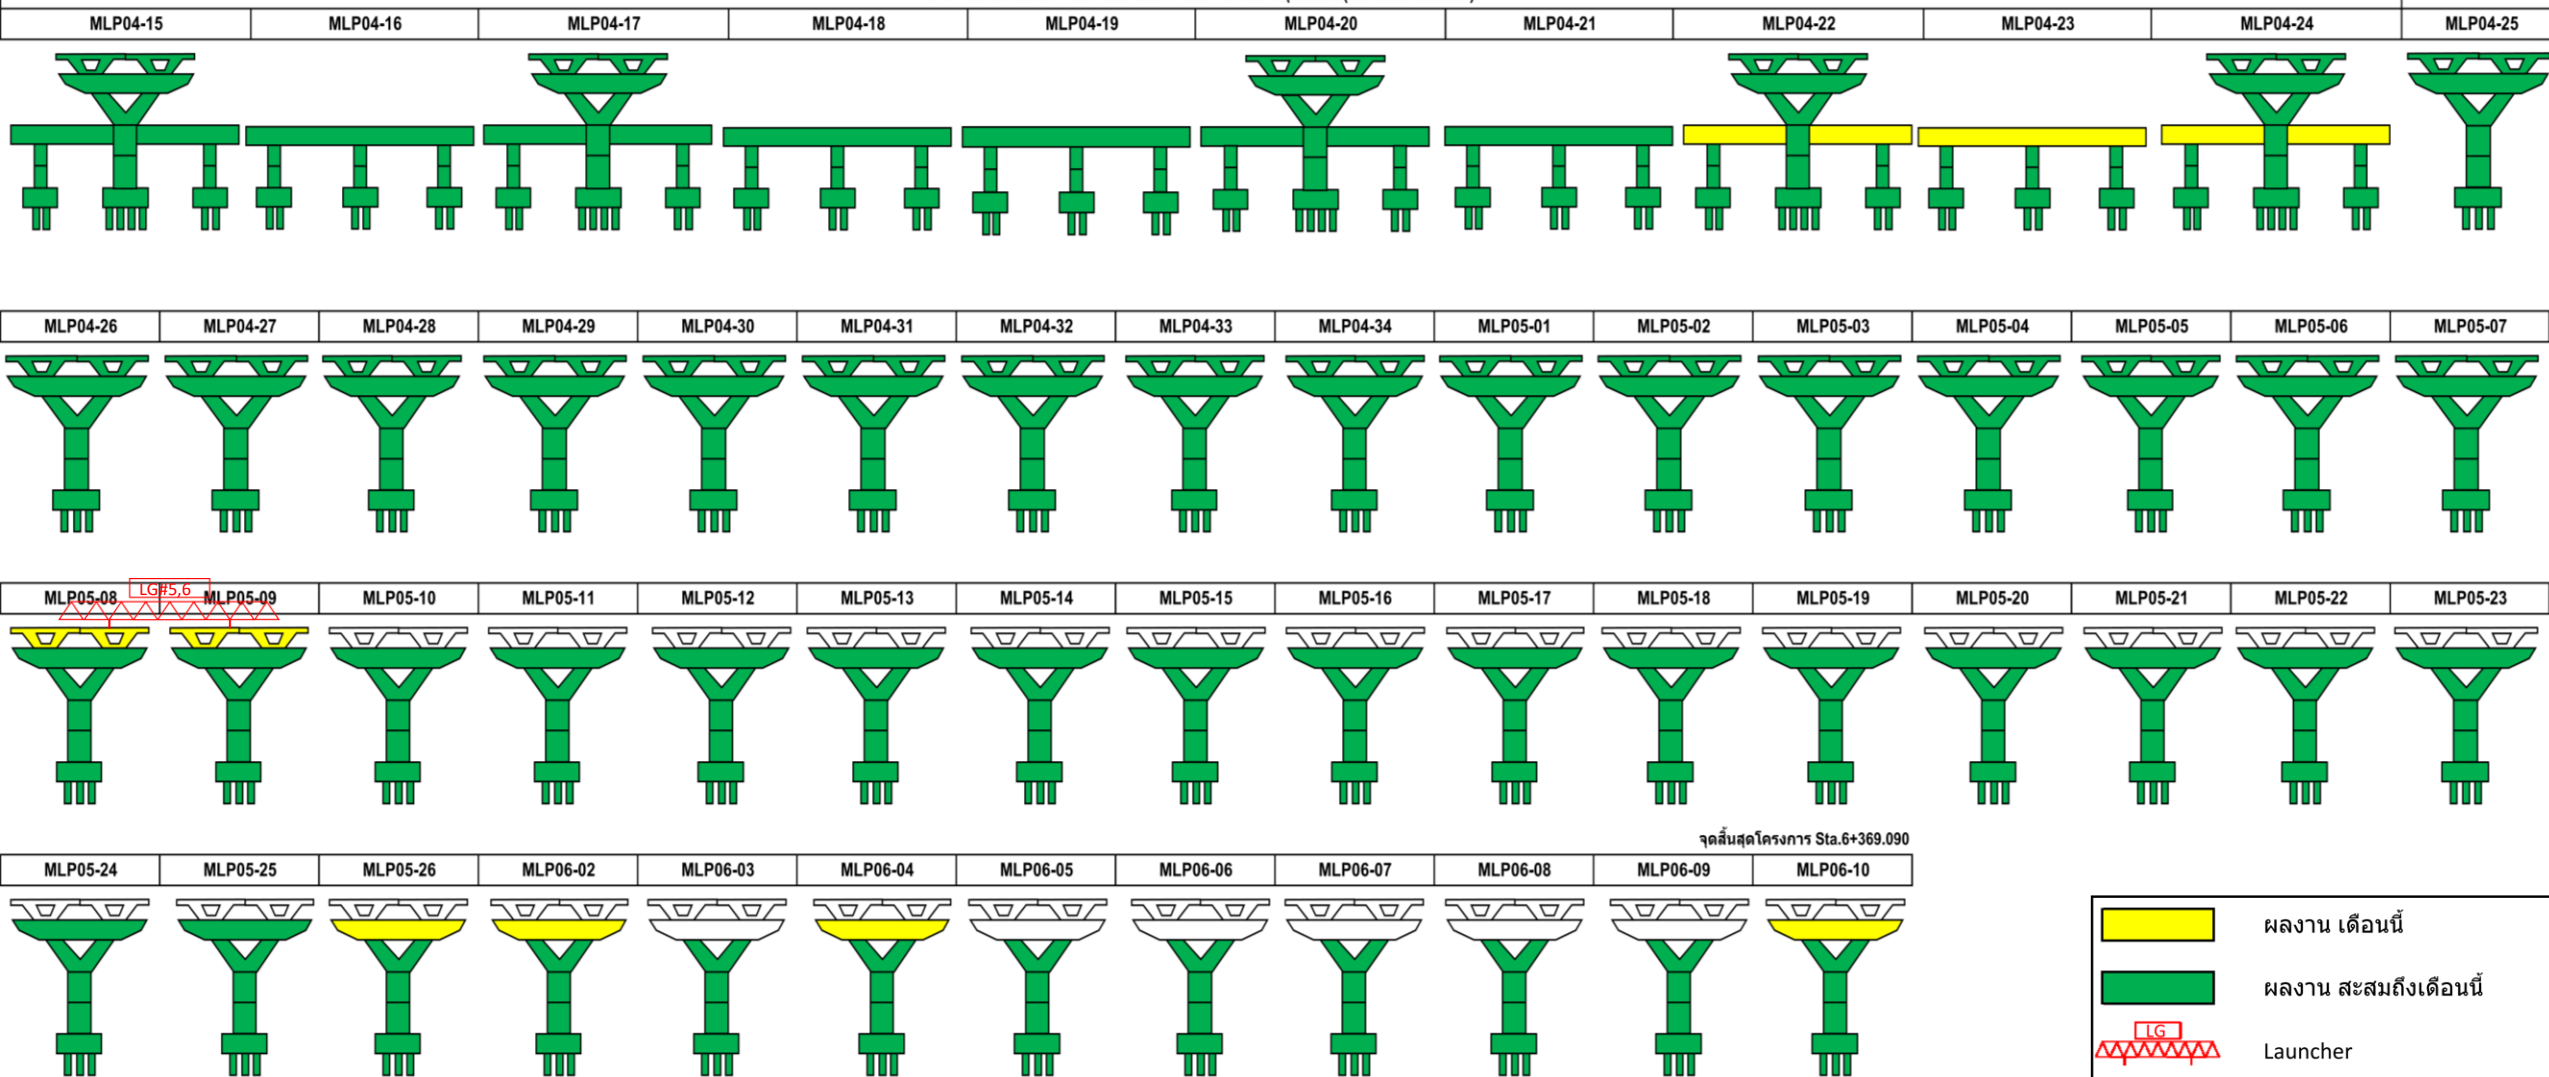 MLP04-15 MLP04-16 MLP04-17 MLP04-18 MLP04-19 MLP04-20 MLP04-21 MLP04-22 MLP04-23 MLP04-24 MLP04-25
MLP04-26 MLP04-27 MLP04-28 MLP04-29 MLP04-30 MLP04-31 MLP04-32 MLP04-33 MLP04-34 MLP05-01 MLP05-02 MLP05-03 MLP05-04 MLP05-05 MLP05-06 MLP05-07
LG#5,6
MLP05-08 MLP05-09 MLP05-10 MLP05-11 MLP05-12 MLP05-13 MLP05-14 MLP05-15 MLP05-16 MLP05-17 MLP05-18 MLP05-19 MLP05-20 MLP05-21 MLP05-22 MLP05-23
จุดสิ้นสุดโครงการ Sta.6+369.090
MLP05-24 MLP05-25 MLP05-26 MLP06-02 MLP06-03 MLP06-04 MLP06-05 MLP06-06 MLP06-07 MLP06-08 MLP06-09 MLP06-10
ผลงาน เดือนนี้
ผลงาน สะสมถึงเดือนนี้
LG
Launcher